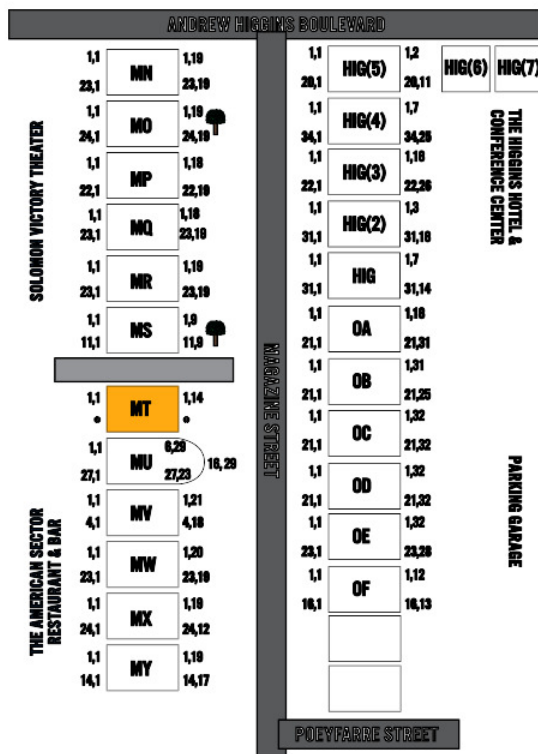 ANDREW HIGGINS BOULEVARD
1,1 MN 1,19
23,1 23,19
1,1 MO 1,19
24,1 24,19
1,1 MP 1,18
22,1 22,19
1,1 MQ 1,18
23,1 23,19
1,1 MR 1,19
23,1 23,19
1,1 MS 1,9
11,1 11,9
1,1 MT 1,14
1,1 MU 6,29
27,1 27,23
16,29
1,1 MV 1,21
4,1 4,18
1,1 MW 1,20
23,1 23,19
1,1 MX 1,19
24,1 24,12
1,1 MY 1,19
14,1 14,17
SOLOMON VICTORY THEATER
THE AMERICAN SECTOR
RESTAURANT & BAR
MAGAZINE STREET
1,1 HIG(5) 1,2
20,1 20,11
HIG(6) HIG(7)
1,1 HIG(4) 1,7
34,1 34,25
1,1 HIG(3) 1,18
22,1 22,26
1,1 HIG(2) 1,3
31,1 31,18
1,1 HIG 1,7
31,1 31,14
1,1 OA 1,18
21,1 21,31
1,1 OB 1,31
21,1 21,25
1,1 OC 1,32
21,1 21,32
1,1 OD 1,32
21,1 21,32
1,1 OE 1,32
23,1 23,28
1,1 OF 1,12
16,1 16,13
THE HIGGINS HOTEL &
CONFERENCE CENTER
PARKING GARAGE
POEYFARRE STREET